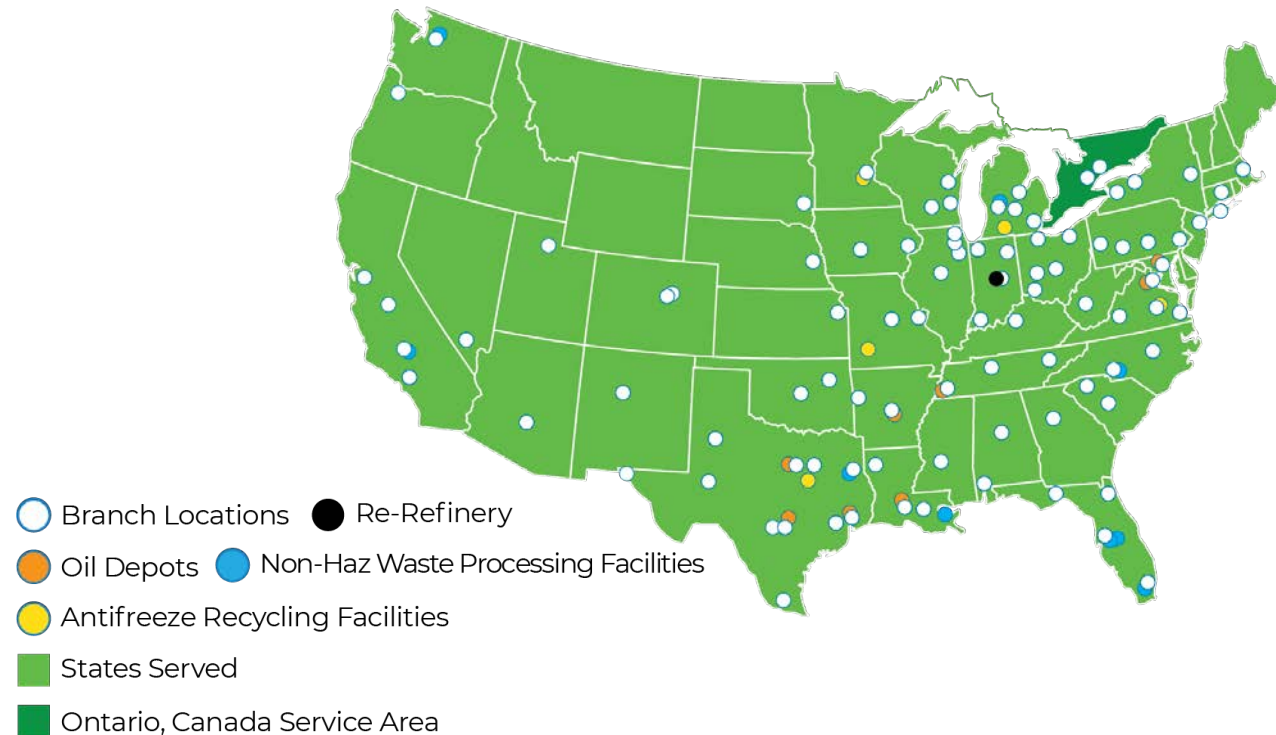 Branch Locations Re-Refinery
Oil Depots Non-Haz Waste Processing Facilities
Antifreeze Recycling Facilities
States Served
Ontario, Canada Service Area